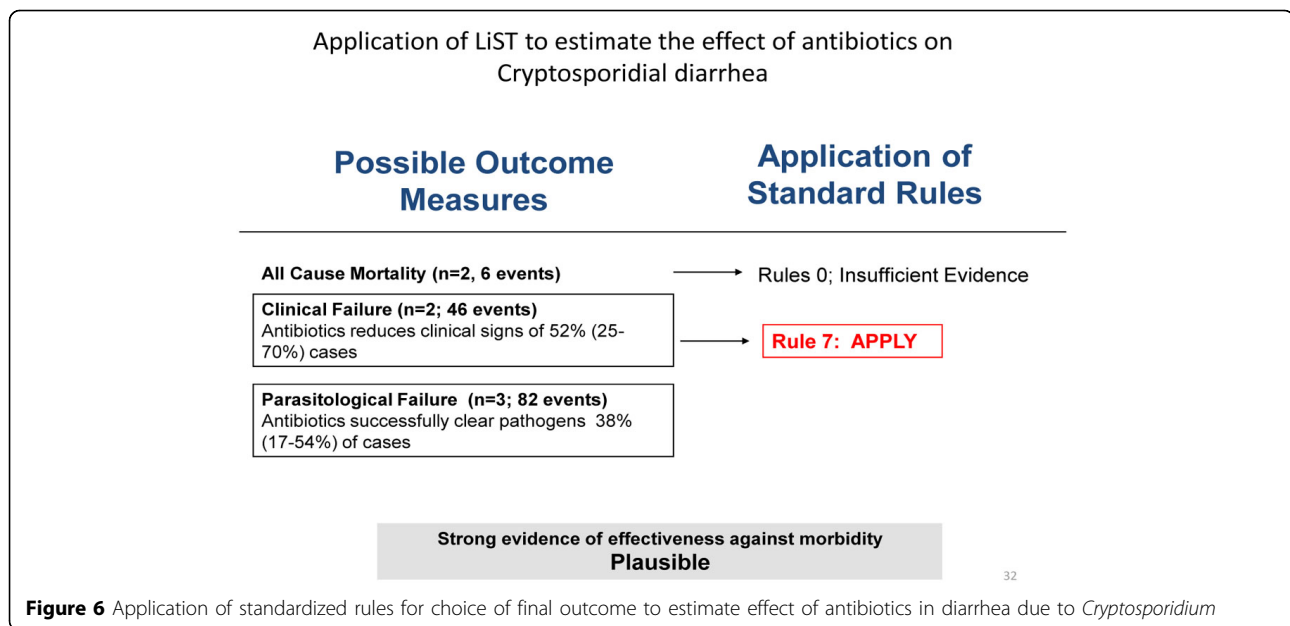 Application of LiST to estimate the effect of antibiotics on
Cryptosporidial diarrhea
Possible Outcome
Measures
Application of
Standard Rules
All Cause Mortality (n=2, 6 events)
Rules 0; Insufficient Evidence
Clinical Failure (n=2; 46 events)
Antibiotics reduces clinical signs of 52% (25-
70%) cases
Rule 7: APPLY
Parasitological Failure (n=3; 82 events)
Antibiotics successfully clear pathogens 38%
(17-54%) of cases
Strong evidence of effectiveness against morbidity
Plausible
32
Figure 6 Application of standardized rules for choice of final outcome to estimate effect of antibiotics in diarrhea due to Cryptosporidium